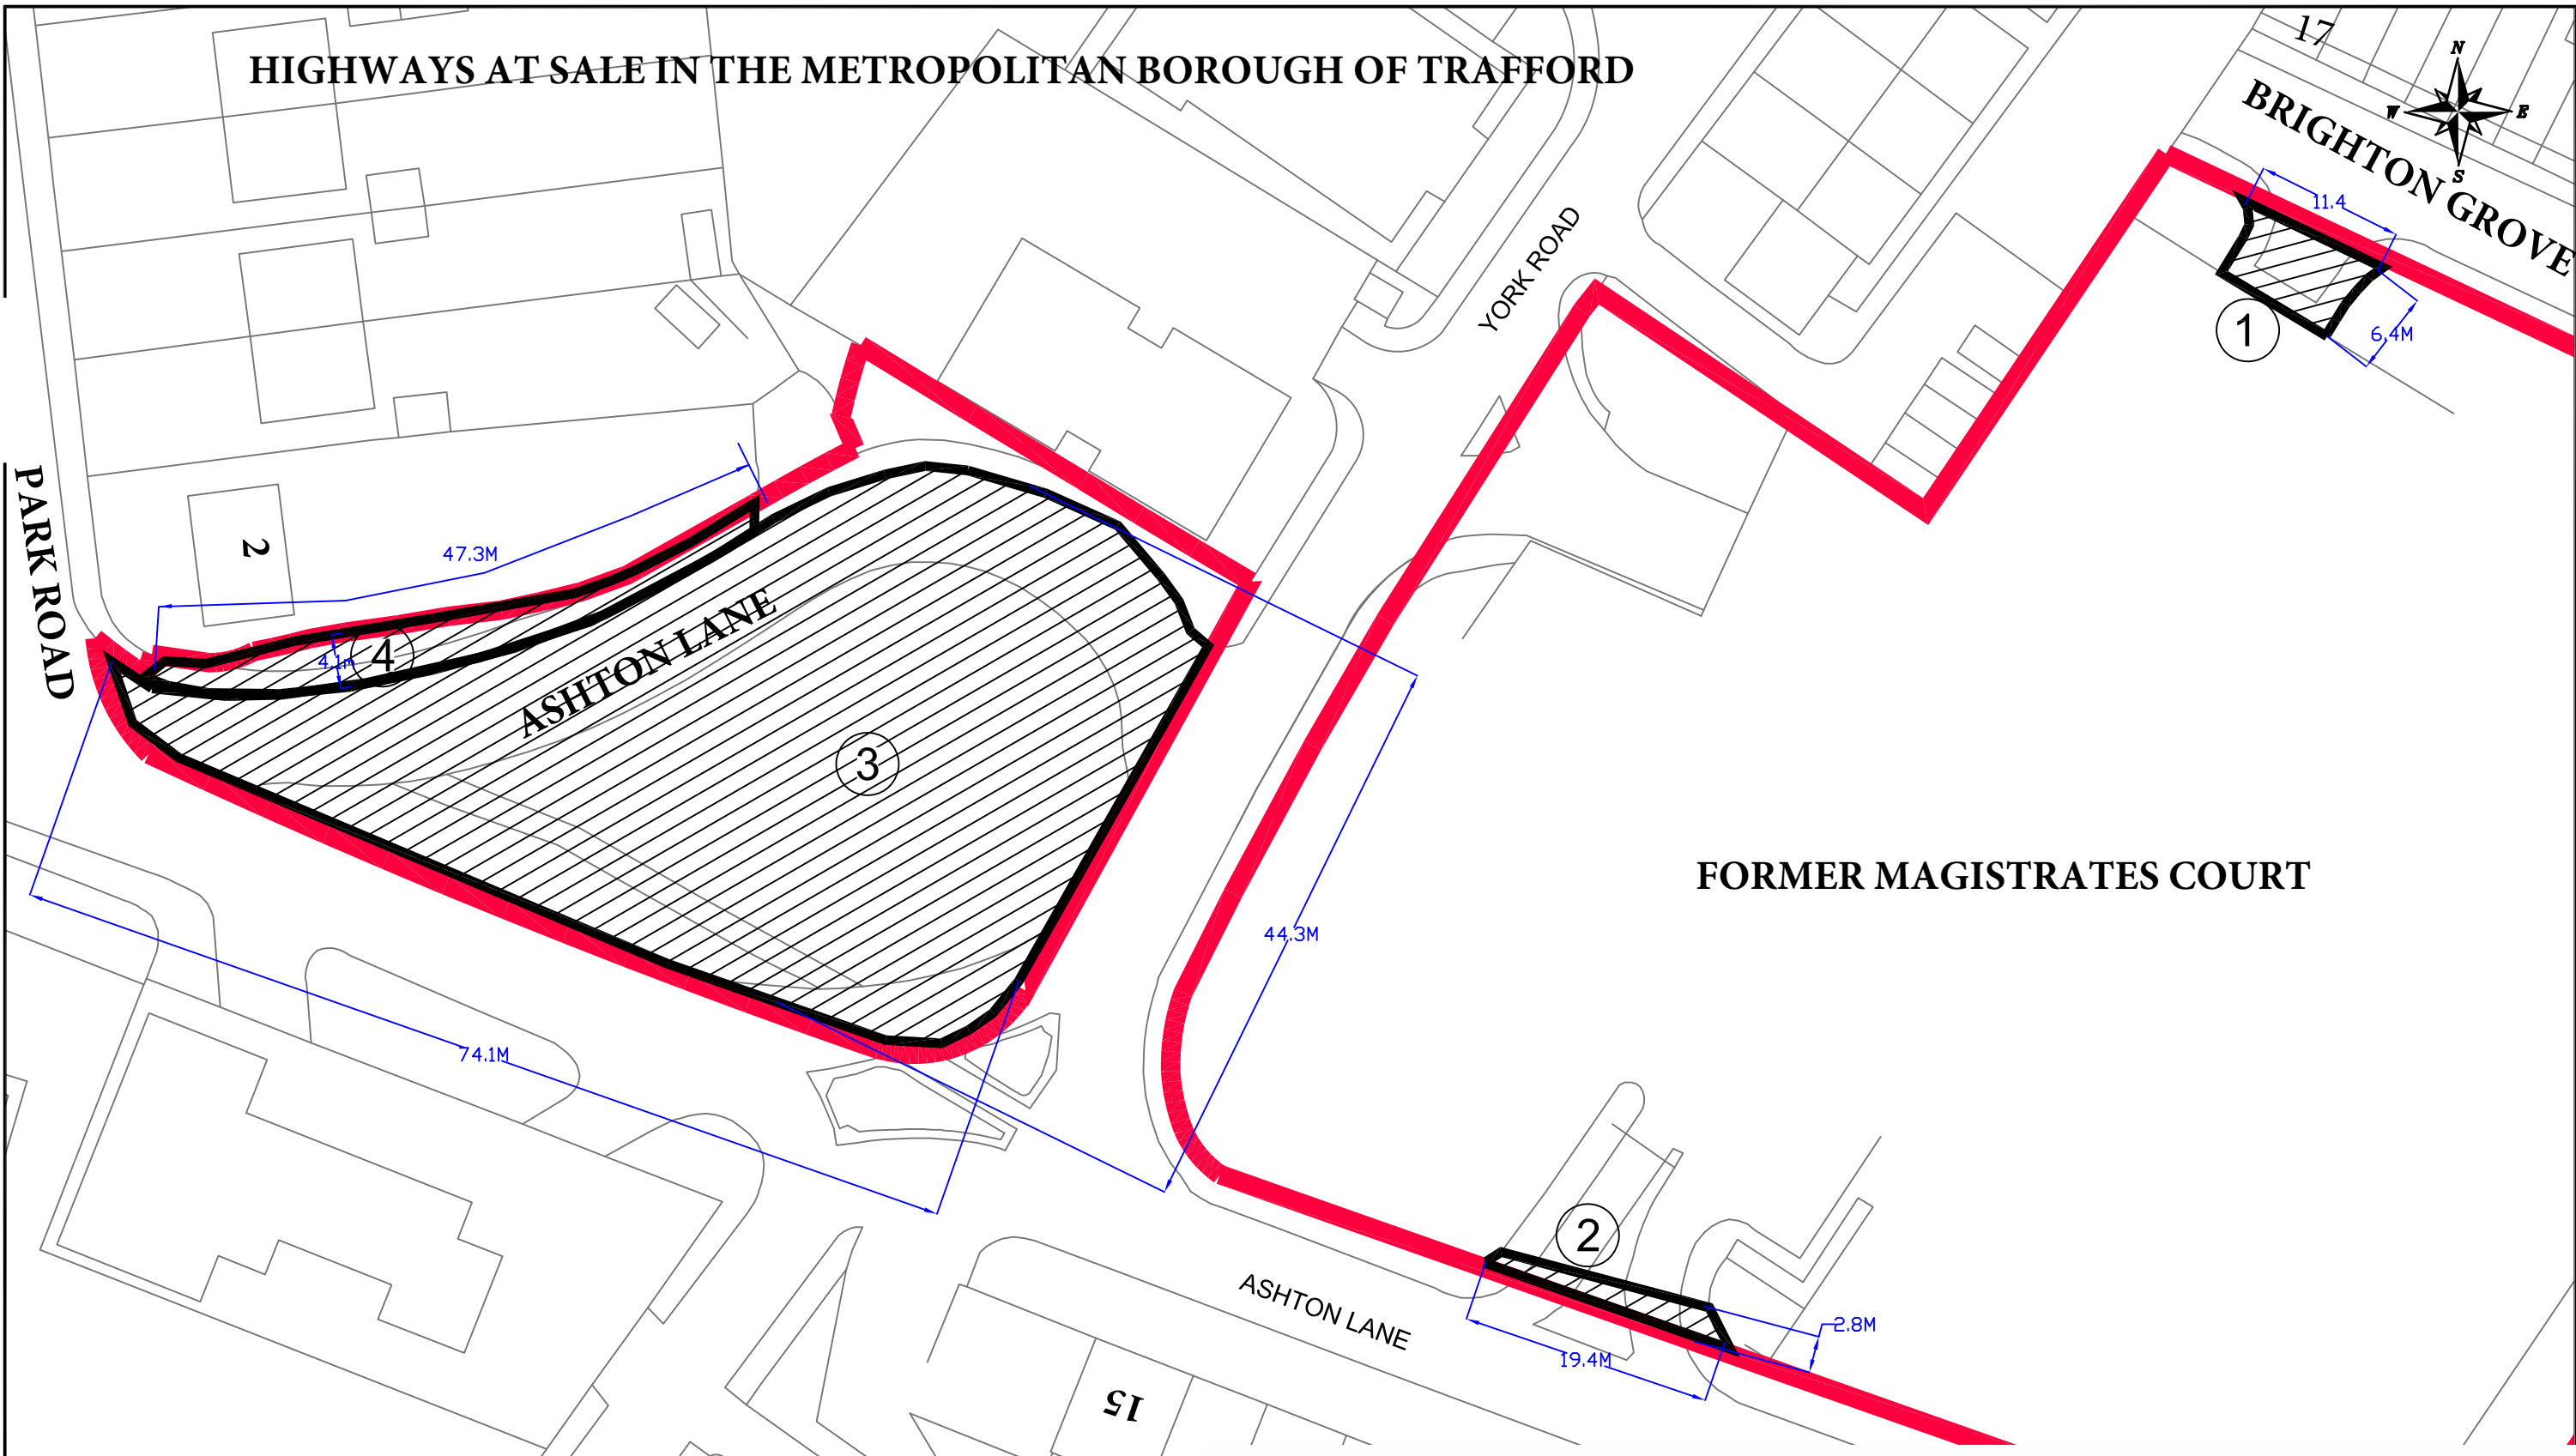 HIGHWAYS AT SALE IN THE METROPOLITAN BOROUGH OF TRAFFORD
17
N
W
E
S
BRIGHTON GROVE
11.4
1
6.4M
YORK ROAD
PARK ROAD
2
47.3M
4.1m
4
ASHTON LANE
3
44.3M
FORMER MAGISTRATES COURT
74.1M
2
ASHTON LANE
2.8M
19.4M
15